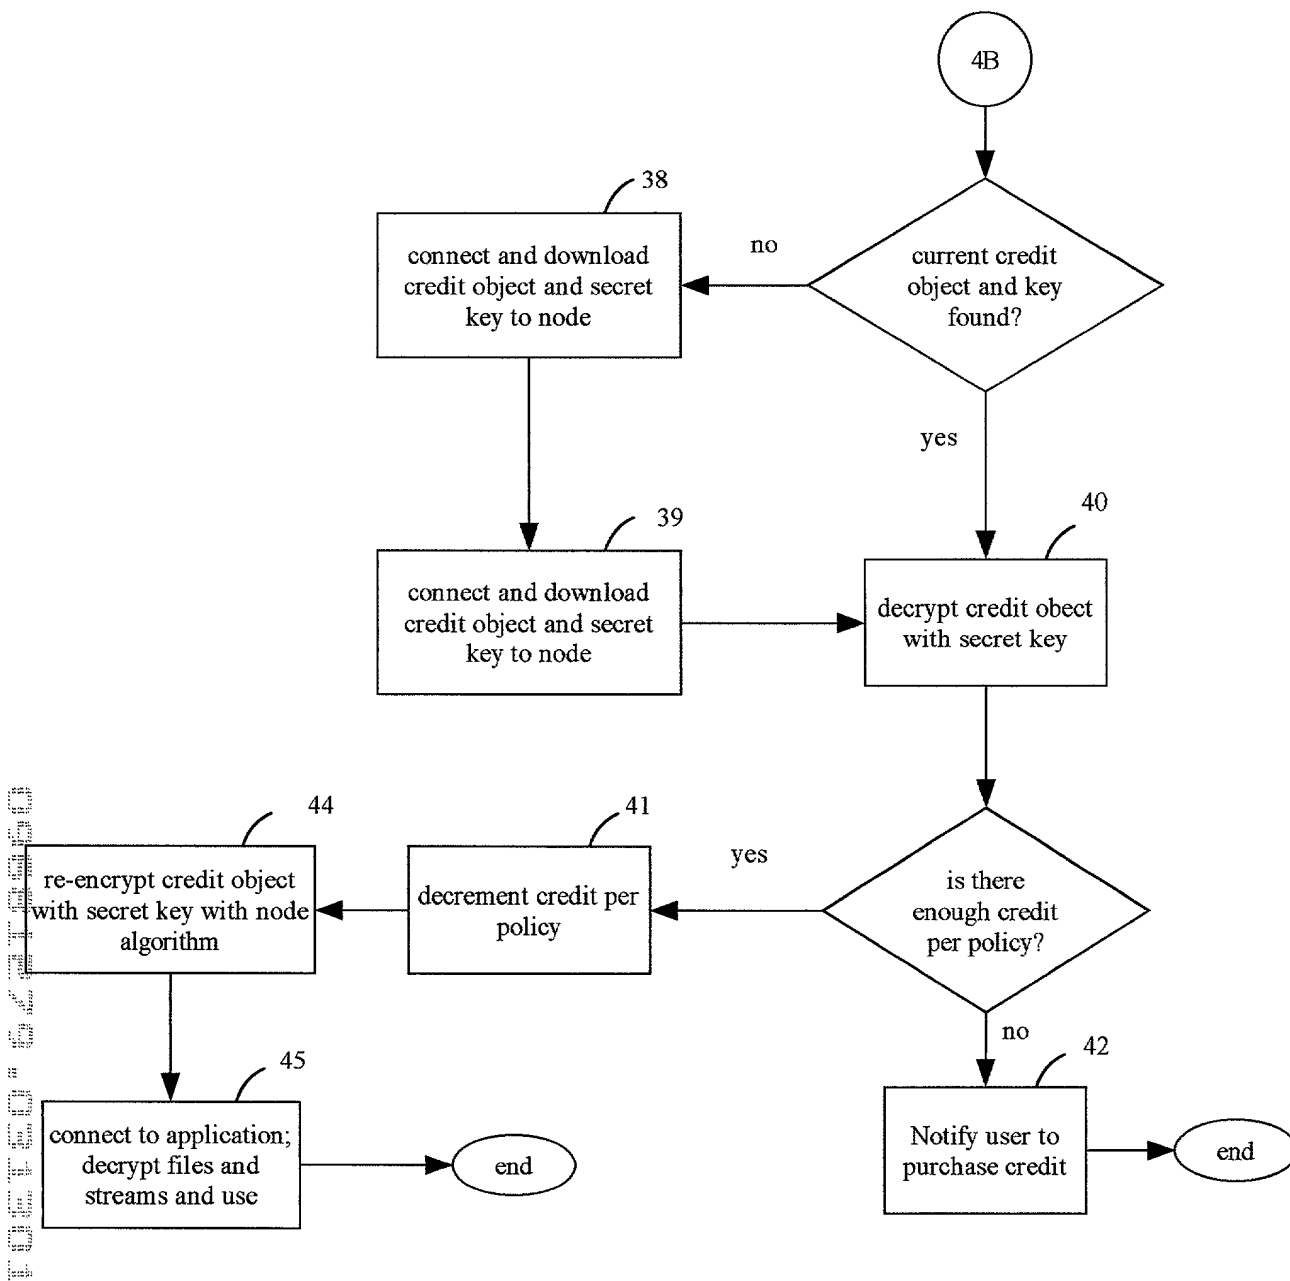 4B
current credit
object and key
found?
no
yes
38
connect and download
credit object and secret
key to node
39
connect and download
credit object and secret
key to node
40
decrypt credit obect
with secret key
is there
enough credit
per policy?
yes
no
41
decrement credit per
policy
44
re-encrypt credit object
with secret key with node
algorithm
45
connect to application;
decrypt files and
streams and use
end
42
Notify user to
purchase credit
end